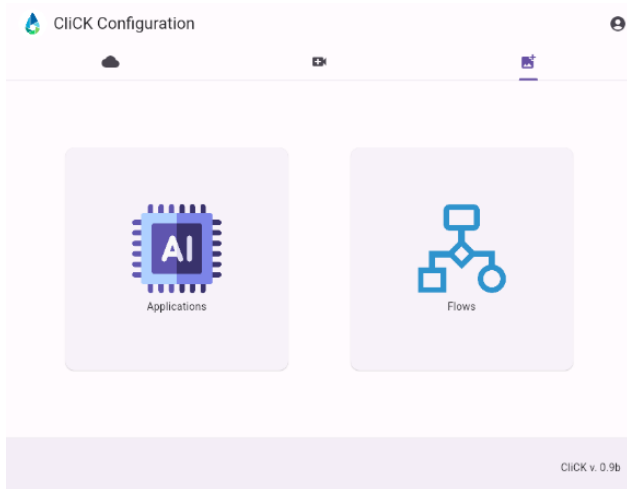 CliCK Configuration
AI
Applications
Flows
CliCK v. 0.9b